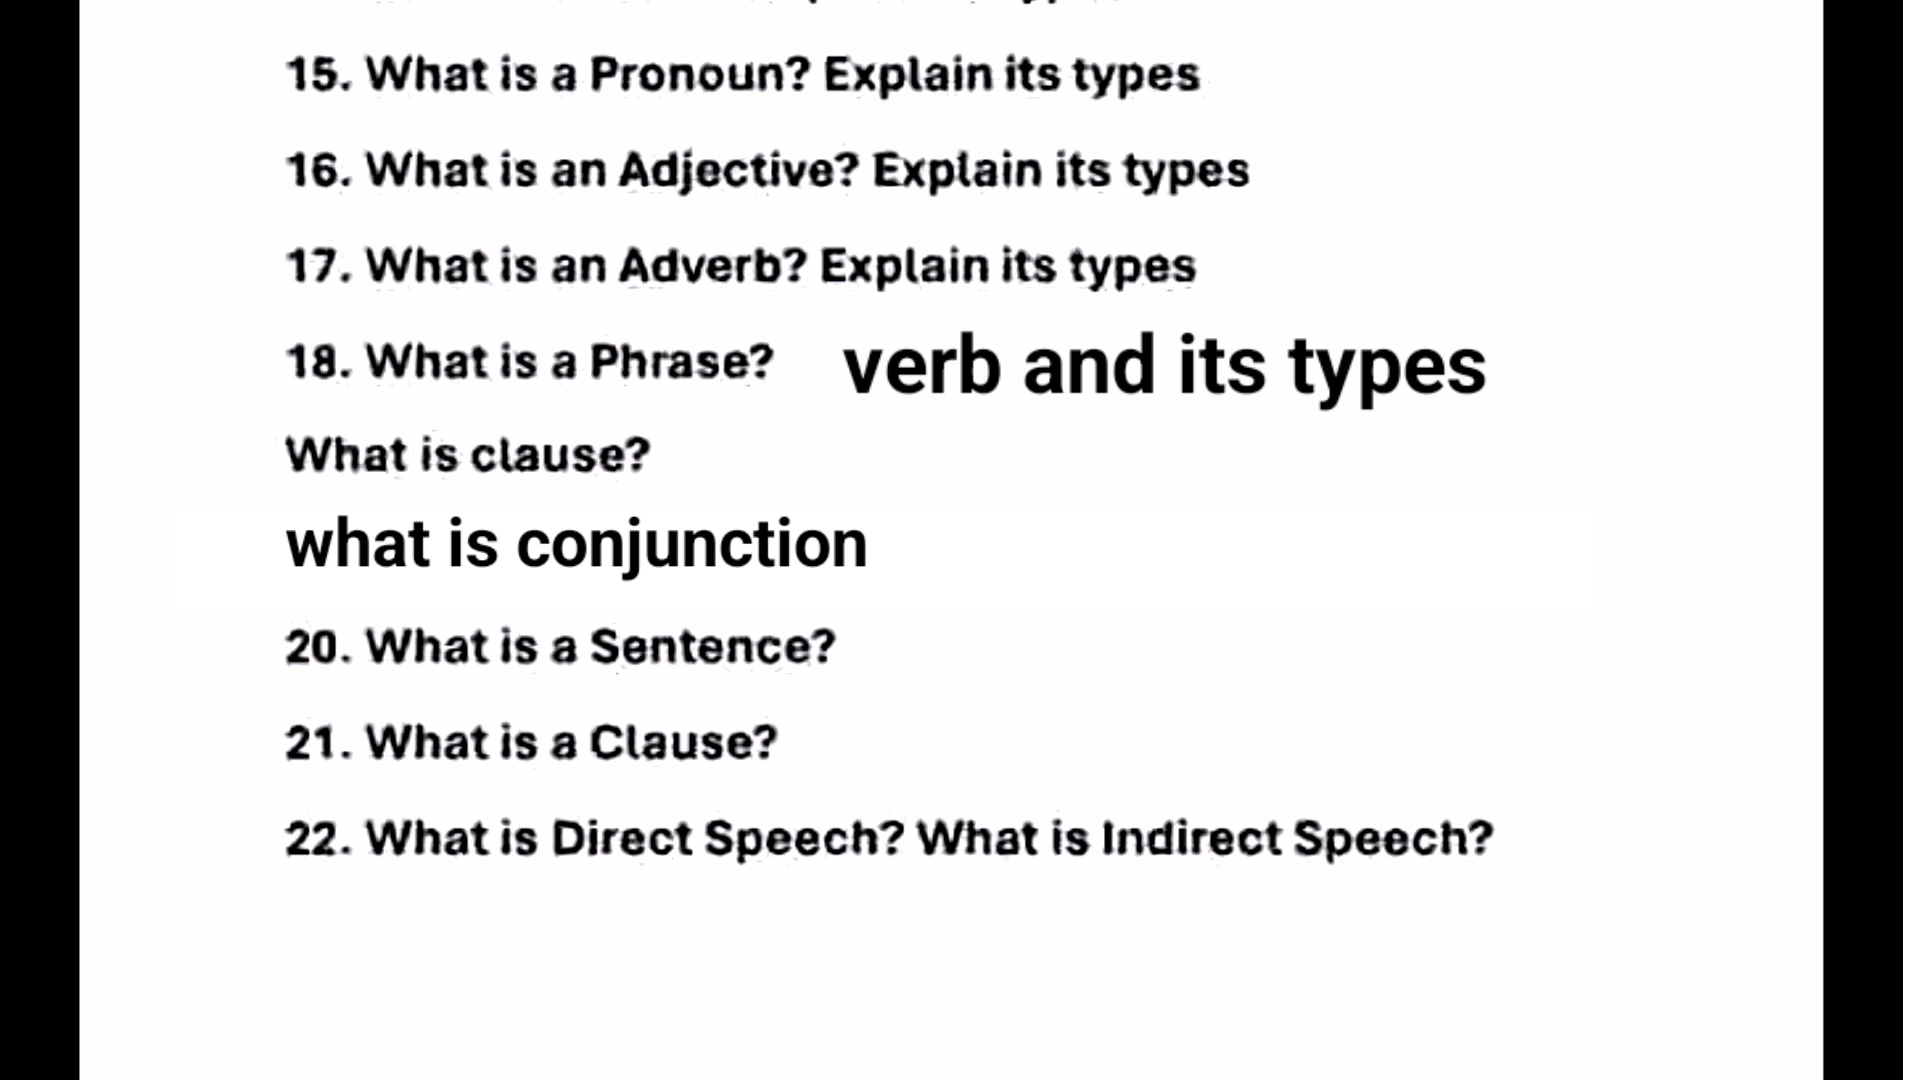 15. What is a Pronoun? Explain its types
16. What is an Adjective? Explain its types
17. What is an Adverb? Explain its types
18. What is a Phrase? verb and its types
What is clause?
what is conjunction
20. What is a Sentence?
21. What is a Clause?
22. What is Direct Speech? What is Indirect Speech?